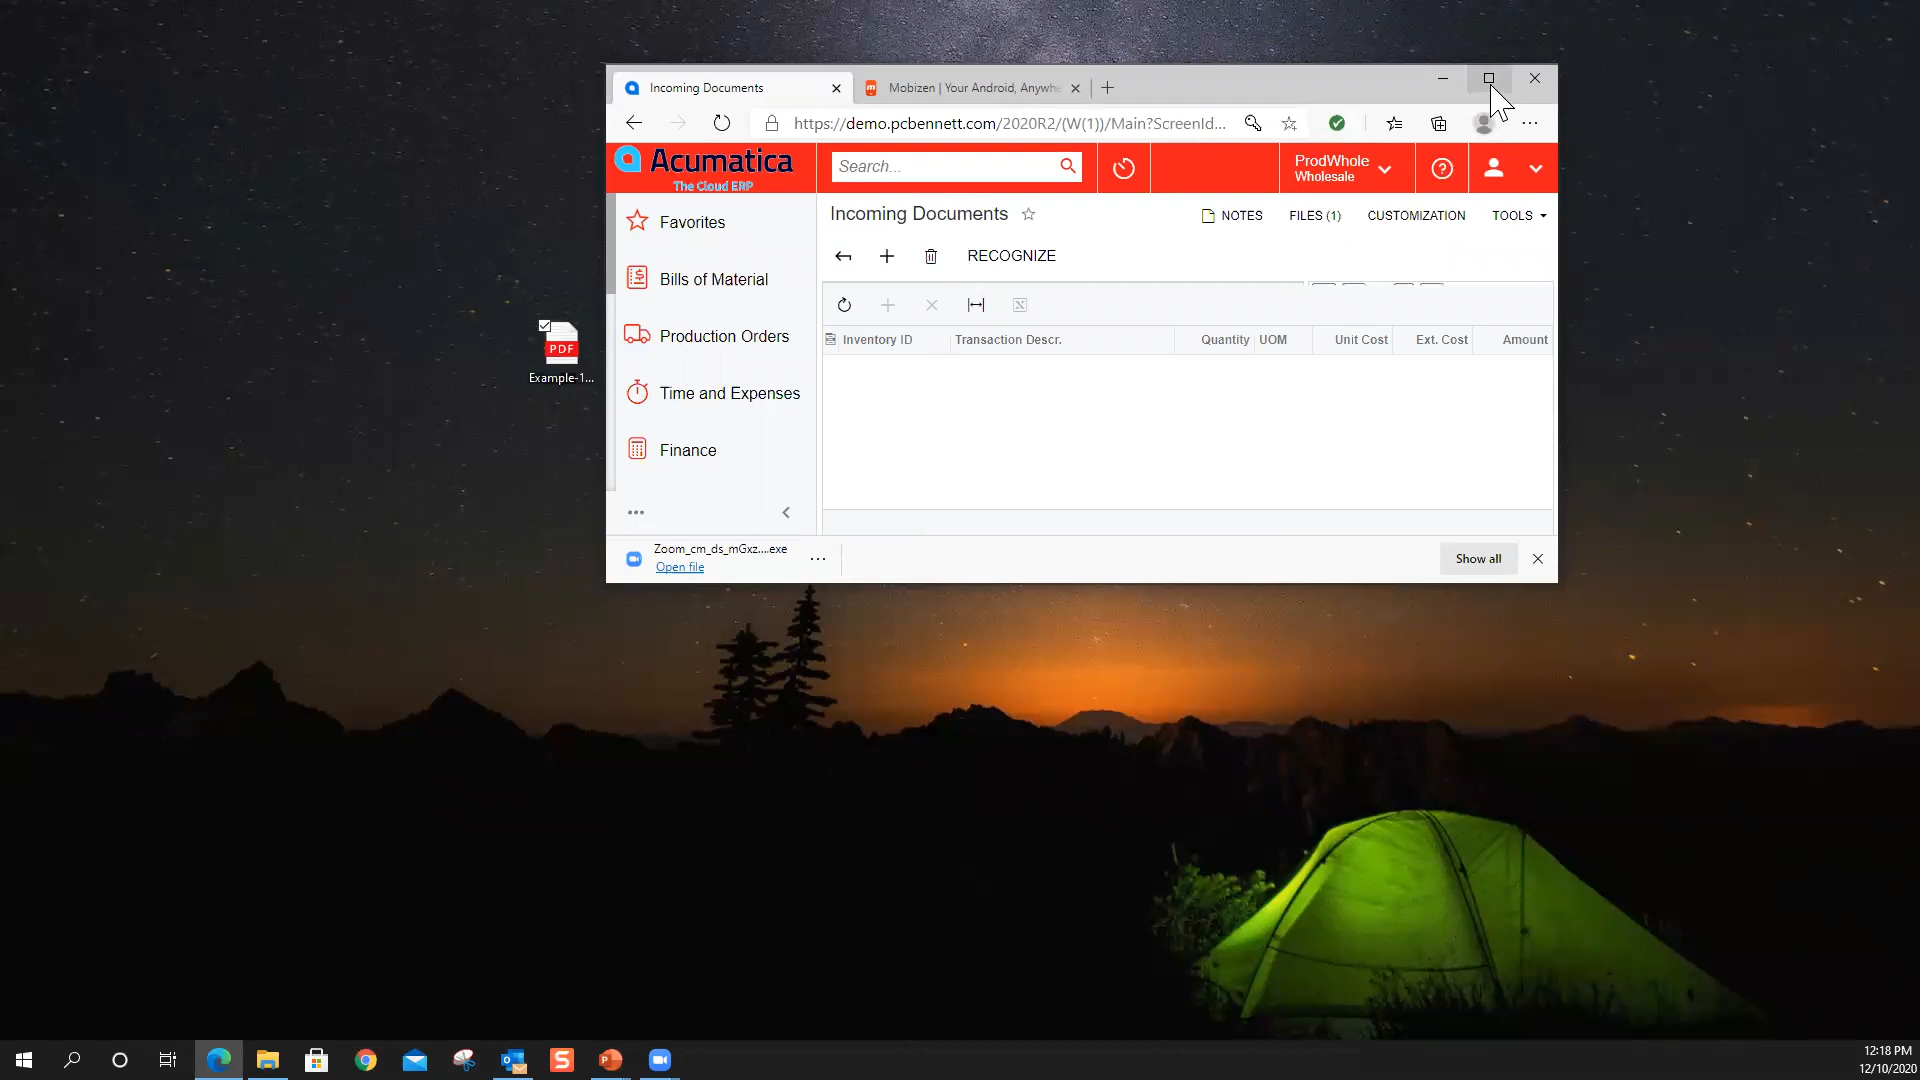 Incoming Documents
Mobizen | Your Android, Anywhe
https://demo.pcbennett.com/2020R2/(W(1))/Main?ScreenId...
Acumatica
The Cloud ERP
Search...
ProdWhole
Wholesale
Favorites
Bills of Material
Production Orders
Time and Expenses
Finance
Incoming Documents
NOTES
FILES (1)
CUSTOMIZATION
TOOLS
RECOGNIZE
Inventory ID
Transaction Descr.
Quantity
UOM
Unit Cost
Ext. Cost
Amount
Zoom_cm_ds_mGxz....exe
Open file
Show all
PDF
Example-1...
12:18 PM
12/10/2020